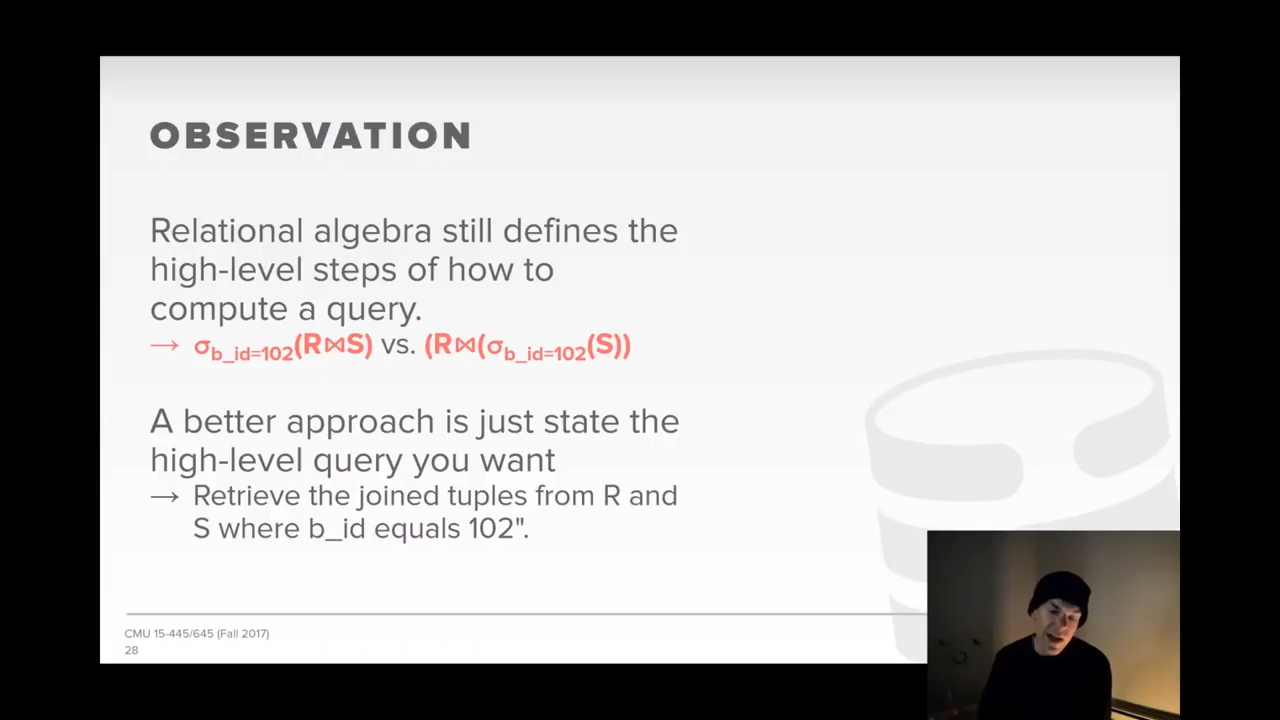 OBSERVATION
Relational algebra still defines the
high-level steps of how to
compute a query.
→ σb_id=102(R⋈S) vs. (R⋈(σb_id=102(S))
A better approach is just state the
high-level query you want
→ Retrieve the joined tuples from R and
S where b_id equals 102".
CMU 15-445/645 (Fall 2017)
28